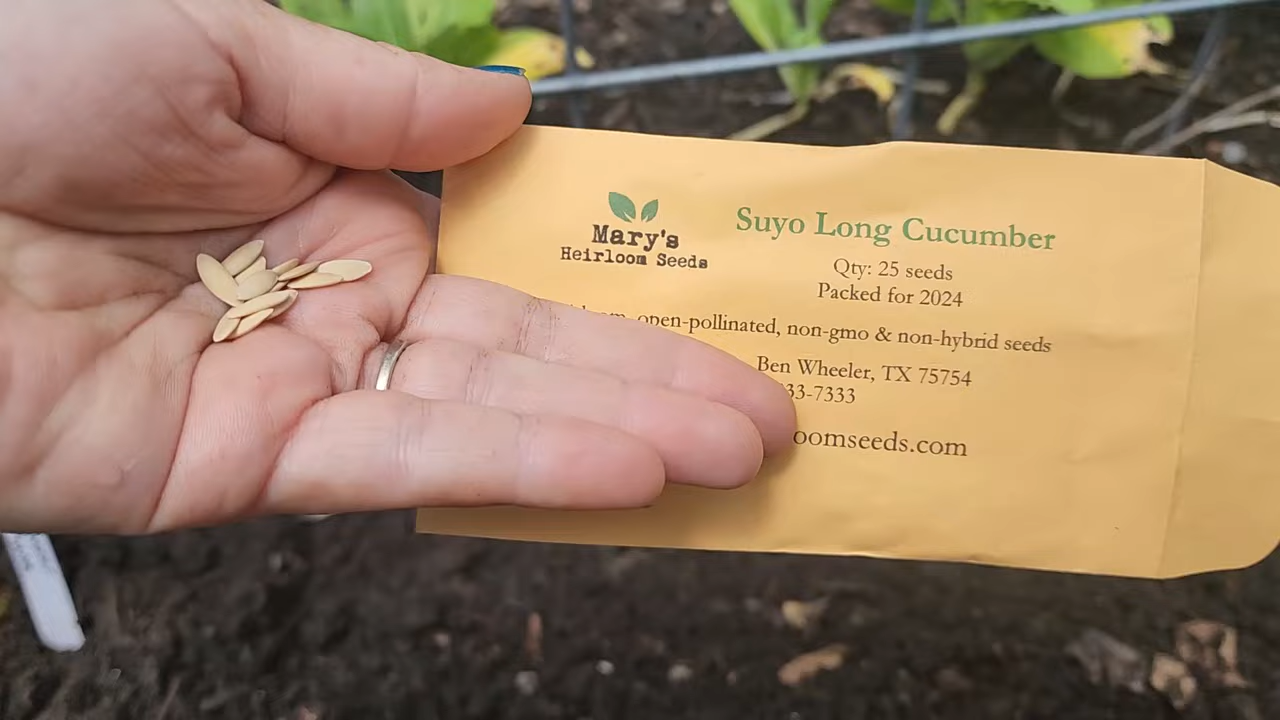 Mary's
Heirloom Seeds
Suyo Long Cucumber
Qty: 25 seeds
Packed for 2024
open-pollinated, non-gmo & non-hybrid seeds
Ben Wheeler, TX 75754
33-7333
oomseeds.com